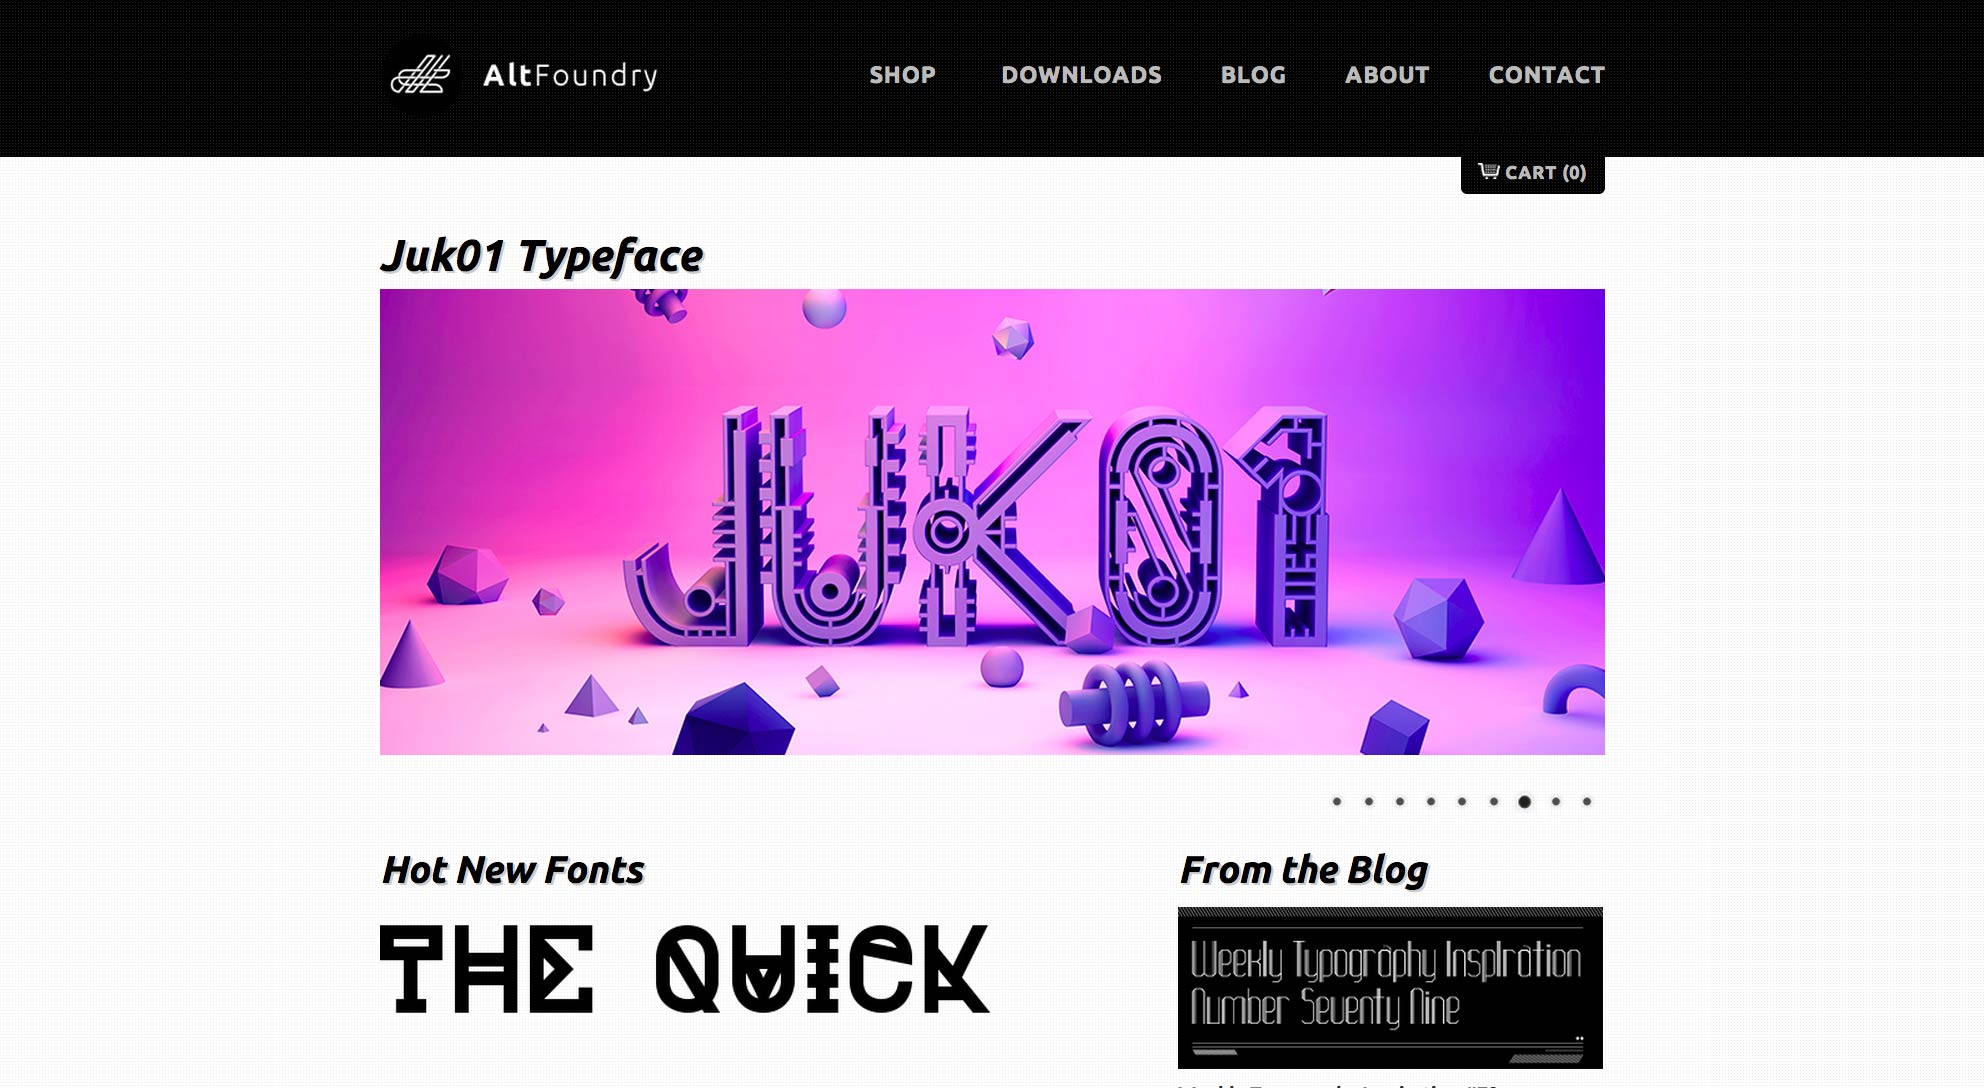 AltFoundry
SHOP DOWNLOADS BLOG ABOUT CONTACT
CART (0)
Juk01 Typeface
JUK01
Hot New Fonts
THE QUICK
From the Blog
Weekly Typography Inspiration
Number Seventy Nine